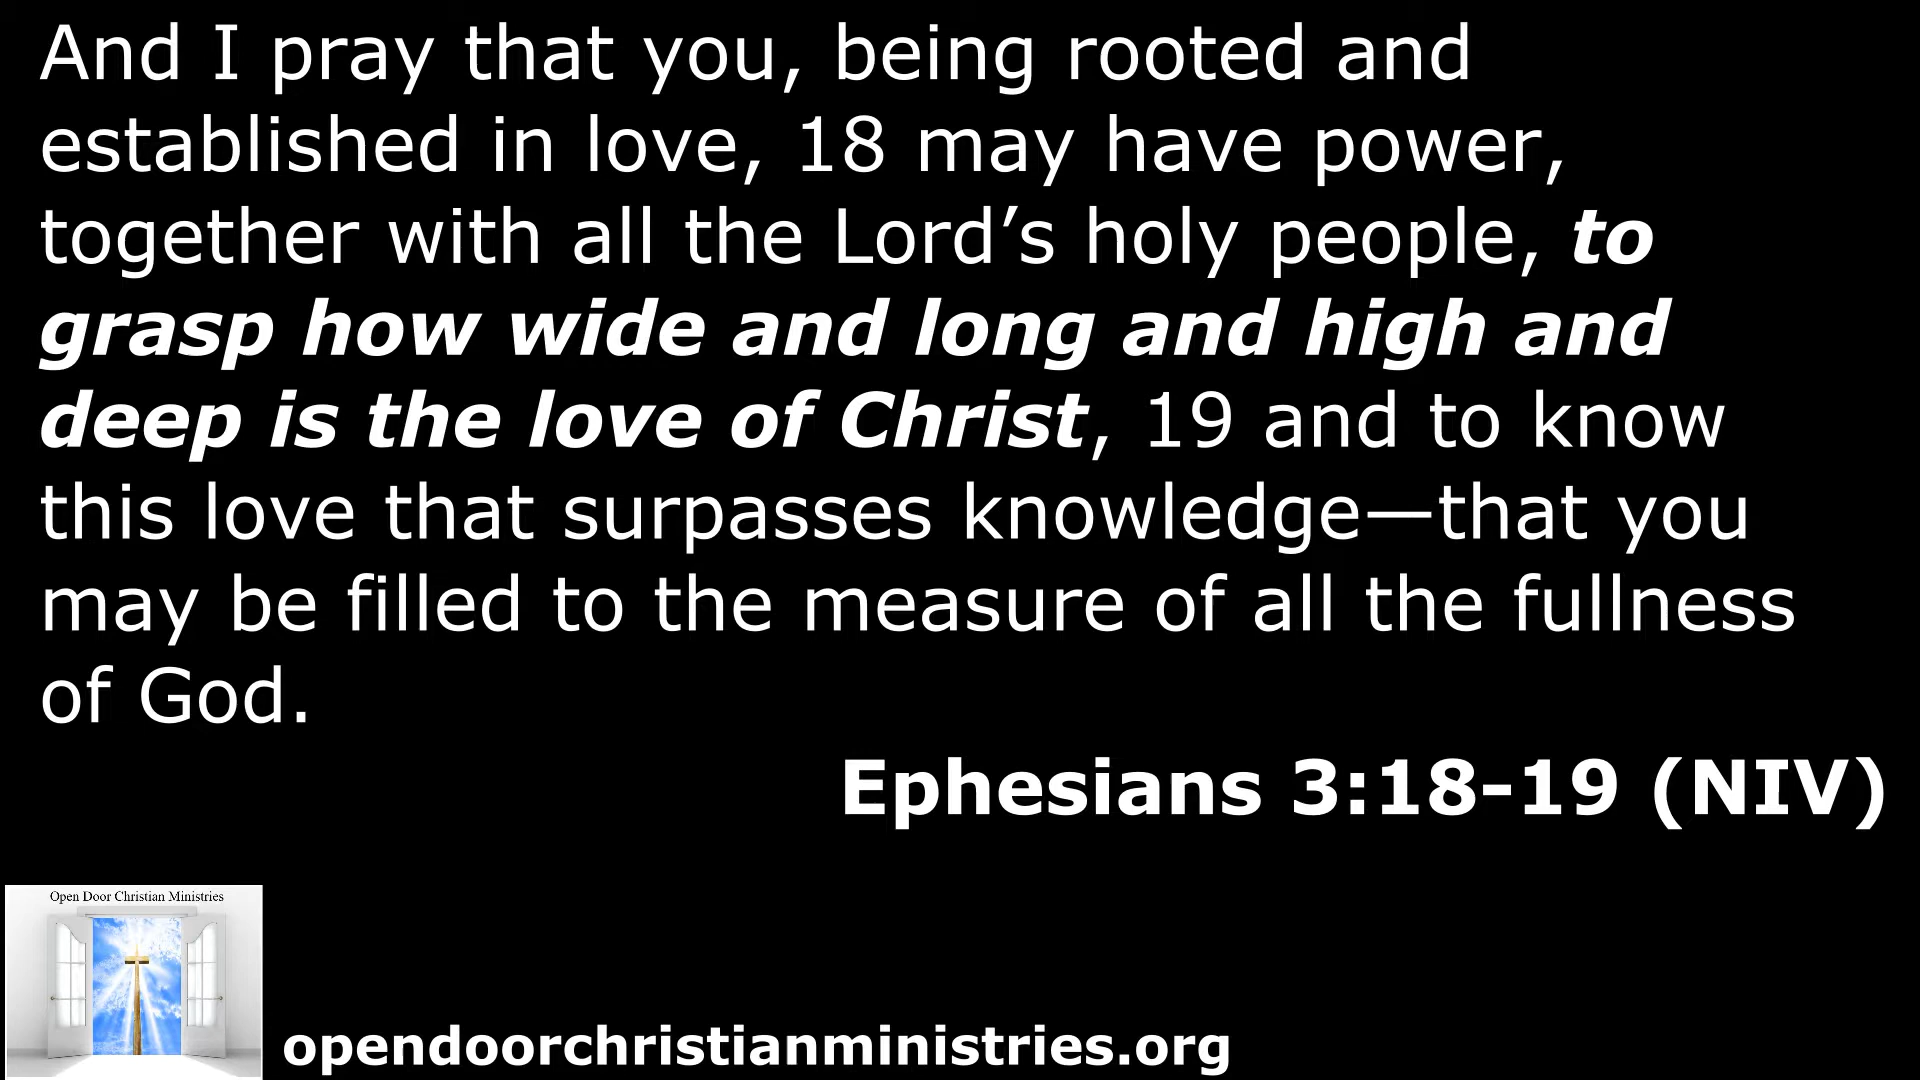 And I pray that you, being rooted and
established in love, 18 may have power,
together with all the Lord’s holy people, to
grasp how wide and long and high and
deep is the love of Christ, 19 and to know
this love that surpasses knowledge—that you
may be filled to the measure of all the fullness
of God.
Ephesians 3:18-19 (NIV)
Open Door Christian Ministries
opendoorchristianministries.org